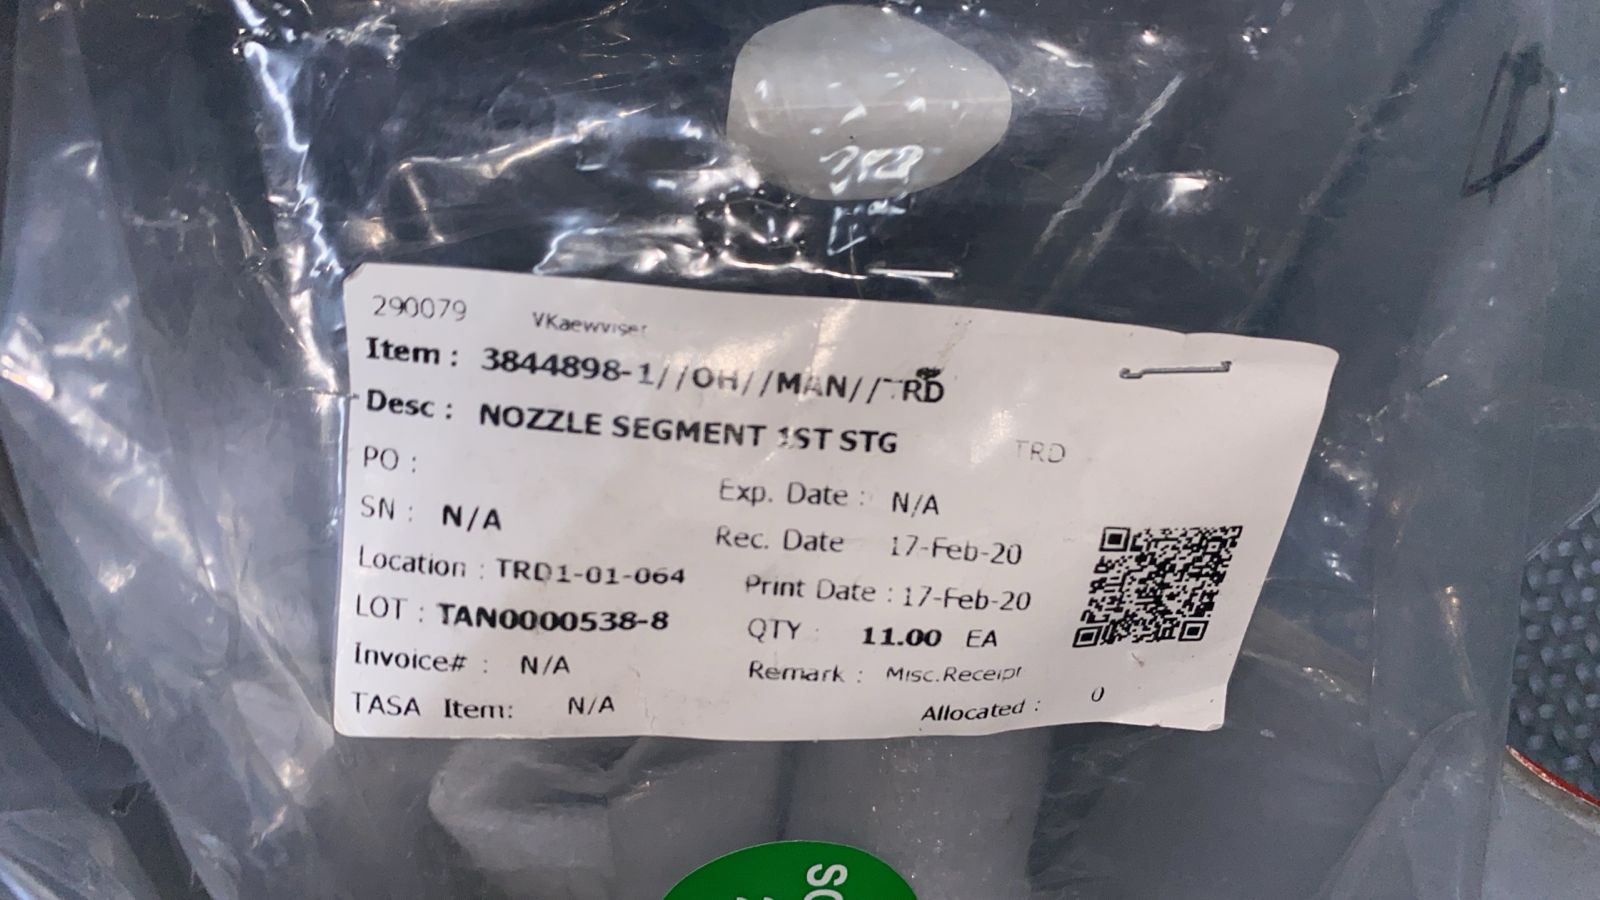 290079 VKaewviset
Item : 3844898-1//OH//MAN//TRD
Desc : NOZZLE SEGMENT 1ST STG TRD
PO :
SN : N/A Exp. Date : N/A
Rec. Date 17-Feb-20
Location : TRD1-01-064 Print Date : 17-Feb-20
LOT : TAN0000538-8 QTY : 11.00 EA
Invoice# : N/A Remark : Misc.Receipt
TASA Item: N/A Allocated : 0